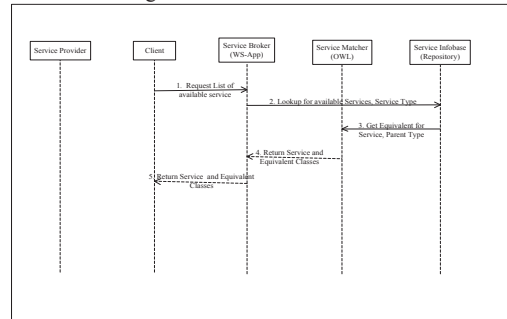 Service Provider
Client
Service Broker
(WS-App)
Service Matcher
(OWL)
Service Infobase
(Repository)
1. Request List of
available service
2. Lookup for available Services, Service Type
3. Get Equivalent for
Service, Parent Type
4. Return Service and
Equivalent Classes
5. Return Service and Equivalent
Classes